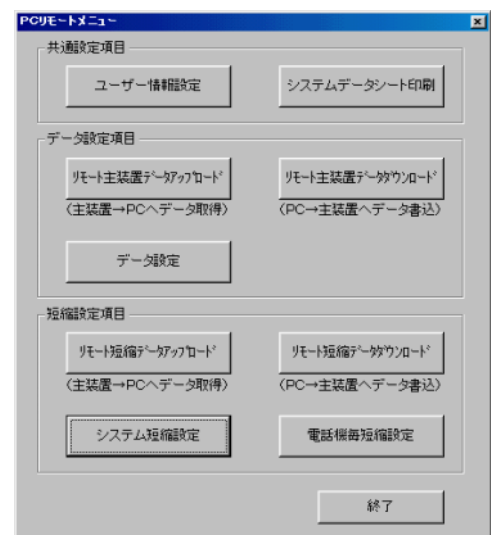 PCﾘﾓｰﾄﾒﾆｭｰ
共通設定項目
ユーザー情報設定
システムデータシート印刷
データ設定項目
ﾘﾓｰﾄ主装置ﾃﾞｰﾀｱｯﾌﾟﾛｰﾄﾞ
ﾘﾓｰﾄ主装置ﾃﾞｰﾀﾀﾞｳﾝﾛｰﾄﾞ
(主装置→PCへデータ取得)
(PC→主装置へデータ書込)
データ設定
短縮設定項目
ﾘﾓｰﾄ短縮ﾃﾞｰﾀｱｯﾌﾟﾛｰﾄﾞ
ﾘﾓｰﾄ短縮ﾃﾞｰﾀﾀﾞｳﾝﾛｰﾄﾞ
(主装置→PCへデータ取得)
(PC→主装置へデータ書込)
システム短縮設定
電話機毎短縮設定
終了